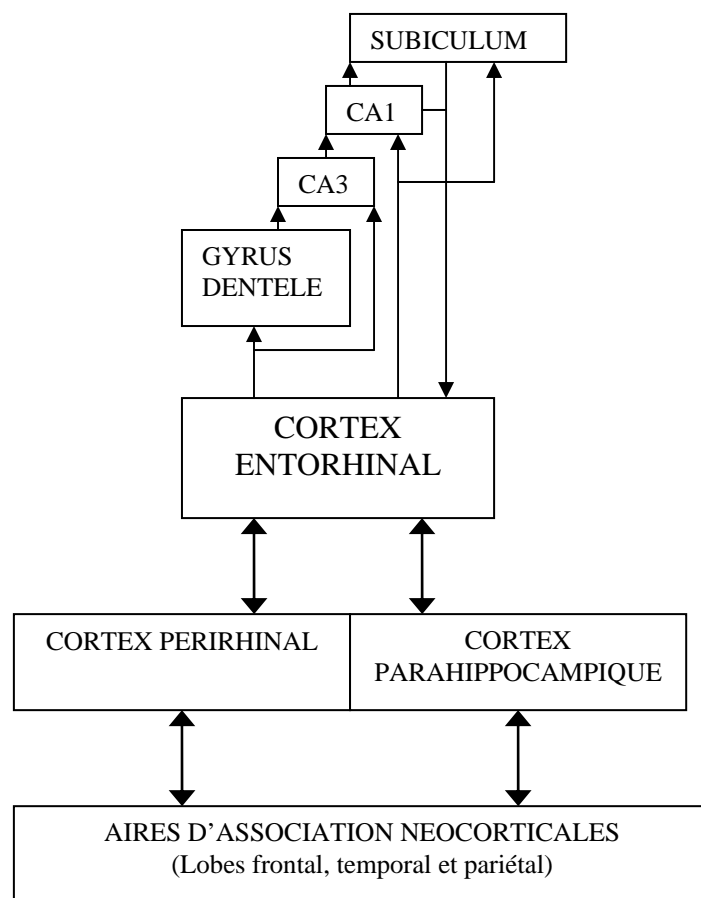 SUBICULUM
CA1
CA3
GYRUS
DENTELE
CORTEX
ENTORHINAL
CORTEX PERIRHINAL
CORTEX
PARAHIPPOCAMPIQUE
AIRES D’ASSOCIATION NEOCORTICALES
(Lobes frontal, temporal et pariétal)